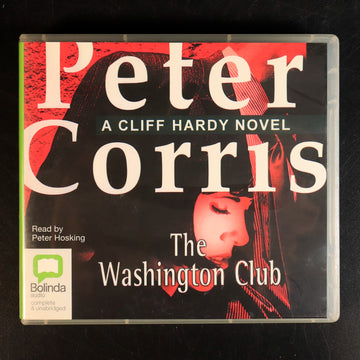 Peter
A CLIFF HARDY NOVEL
Corris
Read by
Peter Hosking
The
Washington Club
Bolinda
audio
complete
& unabridged